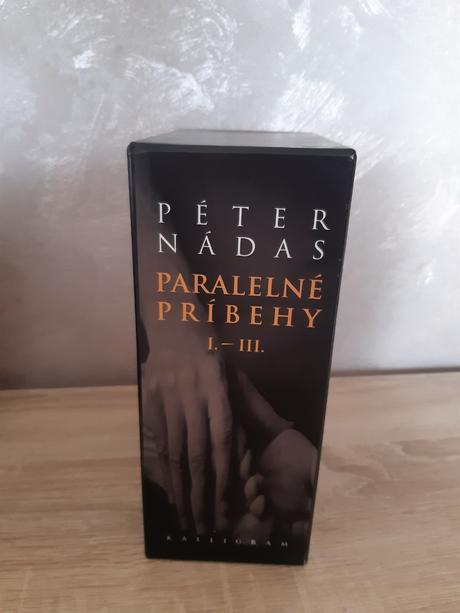 PÉTER
NÁDAS
PARALELNÉ
PRÍBEHY
I.–III.
KALLIGRAM